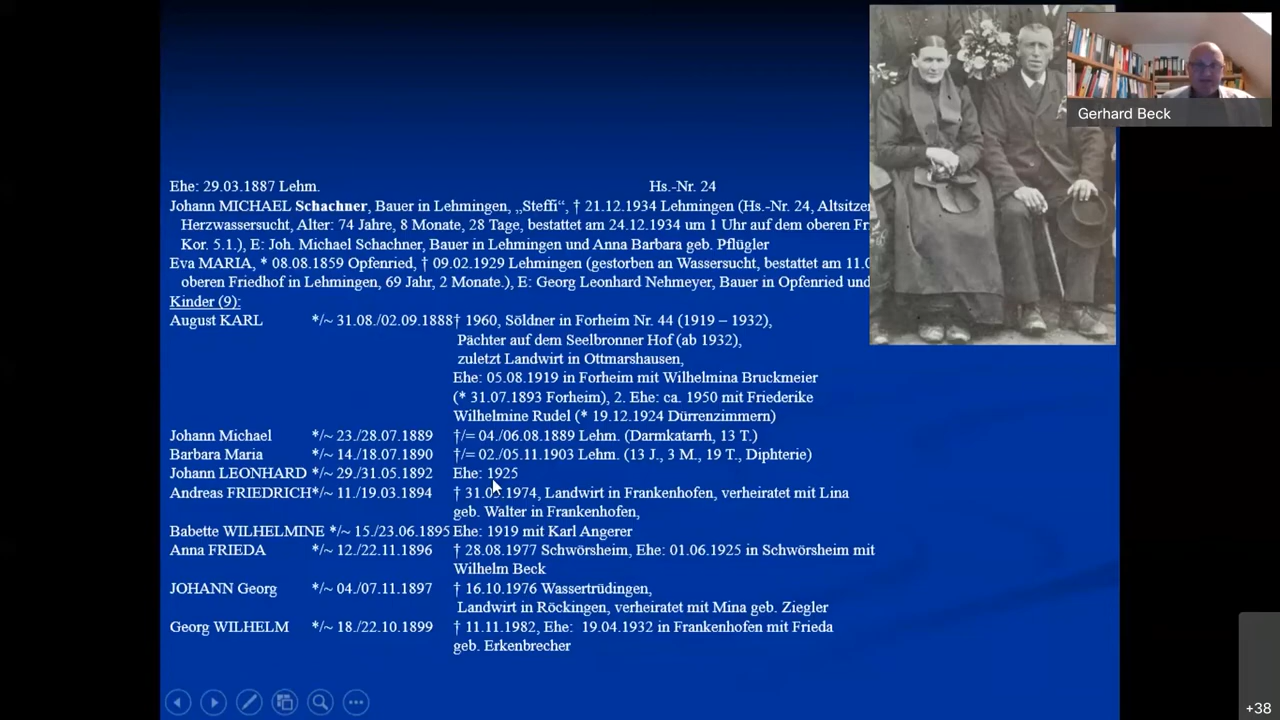 Gerhard Beck
Ehe: 29.03.1887 Lehm. Hs.-Nr. 24
Johann MICHAEL Schachner, Bauer in Lehmingen, „Steffi“, † 21.12.1934 Lehmingen (Hs.-Nr. 24, Altsitzer
Herzwassersucht, Alter: 74 Jahre, 8 Monate, 28 Tage, bestattet am 24.12.1934 um 1 Uhr auf dem oberen Fr
Kor. 5.1.), E: Joh. Michael Schachner, Bauer in Lehmingen und Anna Barbara geb. Pflügler
Eva MARIA, * 08.08.1859 Opfenried, † 09.02.1929 Lehmingen (gestorben an Wassersucht, bestattet am 11.0
oberen Friedhof in Lehmingen, 69 Jahr, 2 Monate.), E: Georg Leonhard Nehmeyer, Bauer in Opfenried und
Kinder (9):
August KARL */~ 31.08./02.09.1888† 1960, Söldner in Forheim Nr. 44 (1919 – 1932),
Pächter auf dem Seelbronner Hof (ab 1932),
zuletzt Landwirt in Ottmarshausen,
Ehe: 05.08.1919 in Forheim mit Wilhelmina Bruckmeier
(* 31.07.1893 Forheim), 2. Ehe: ca. 1950 mit Friederike
Wilhelmine Rudel (* 19.12.1924 Dürrenzimmern)
Johann Michael */~ 23./28.07.1889 †/= 04./06.08.1889 Lehm. (Darmkatarrh, 13 T.)
Barbara Maria */~ 14./18.07.1890 †/= 02./05.11.1903 Lehm. (13 J., 3 M., 19 T., Diphterie)
Johann LEONHARD */~ 29/31.05.1892 Ehe: 1925
Andreas FRIEDRICH*/~ 11./19.03.1894 † Landwirt in Frankenhofen, verheiratet mit Lina
geb. Walter in Frankenhofen,
Babette WILHELMINE */~ 15./23.06.1895 Ehe: 1919 mit Karl Angerer
Anna FRIEDA */~ 12./22.11.1896 † 28.08.1977 Schwörsheim, Ehe: 01.06.1925 in Schwörsheim mit
Wilhelm Beck
JOHANN Georg */~ 04./07.11.1897 † 16.10.1976 Wassertrüdingen,
Landwirt in Röckingen, verheiratet mit Mina geb. Ziegler
Georg WILHELM */~ 18./22.10.1899 † 11.11.1982, Ehe: 19.04.1932 in Frankenhofen mit Frieda
geb. Erkenbrecher
+38